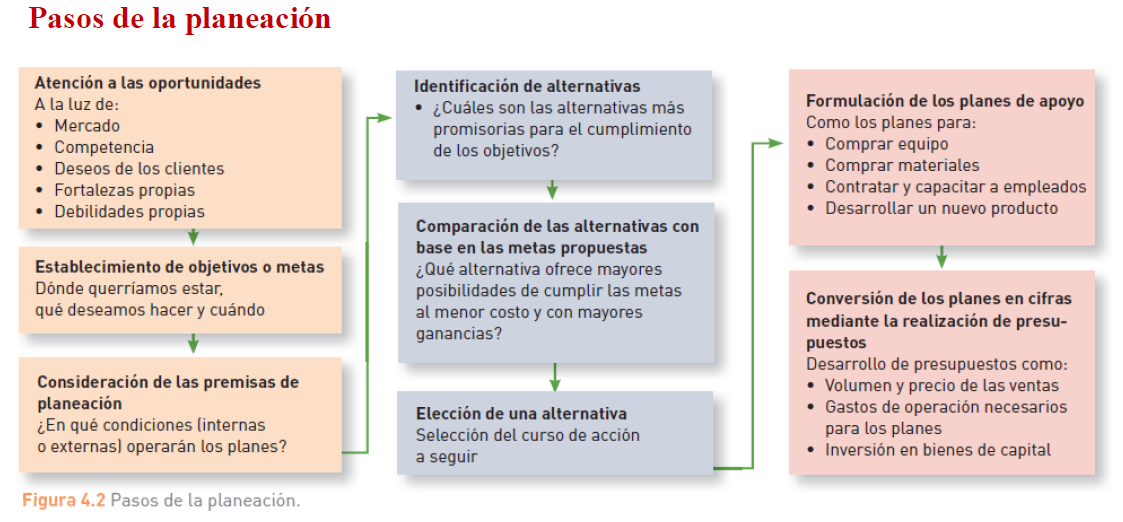 Pasos de la planeación
Atención a las oportunidades
A la luz de:
• Mercado
• Competencia
• Deseos de los clientes
• Fortalezas propias
• Debilidades propias
Establecimiento de objetivos o metas
Dónde querríamos estar,
qué deseamos hacer y cuándo
Consideración de las premisas de
planeación
¿En qué condiciones (internas
o externas) operarán los planes?
Identificación de alternativas
• ¿Cuáles son las alternativas más
promisorias para el cumplimiento
de los objetivos?
Comparación de las alternativas con
base en las metas propuestas
¿Qué alternativa ofrece mayores
posibilidades de cumplir las metas
al menor costo y con mayores
ganancias?
Elección de una alternativa
Selección del curso de acción
a seguir
Formulación de los planes de apoyo
Como los planes para:
• Comprar equipo
• Comprar materiales
• Contratar y capacitar a empleados
• Desarrollar un nuevo producto
Conversión de los planes en cifras
mediante la realización de presu-
puestos
Desarrollo de presupuestos como:
• Volumen y precio de las ventas
• Gastos de operación necesarios
para los planes
• Inversión en bienes de capital
Figura 4.2 Pasos de la planeación.